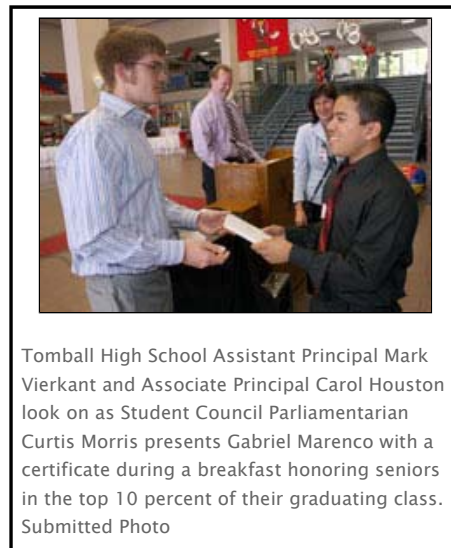 Tomball High School Assistant Principal Mark
Vierkant and Associate Principal Carol Houston
look on as Student Council Parliamentarian
Curtis Morris presents Gabriel Marenco with a
certificate during a breakfast honoring seniors
in the top 10 percent of their graduating class.
Submitted Photo